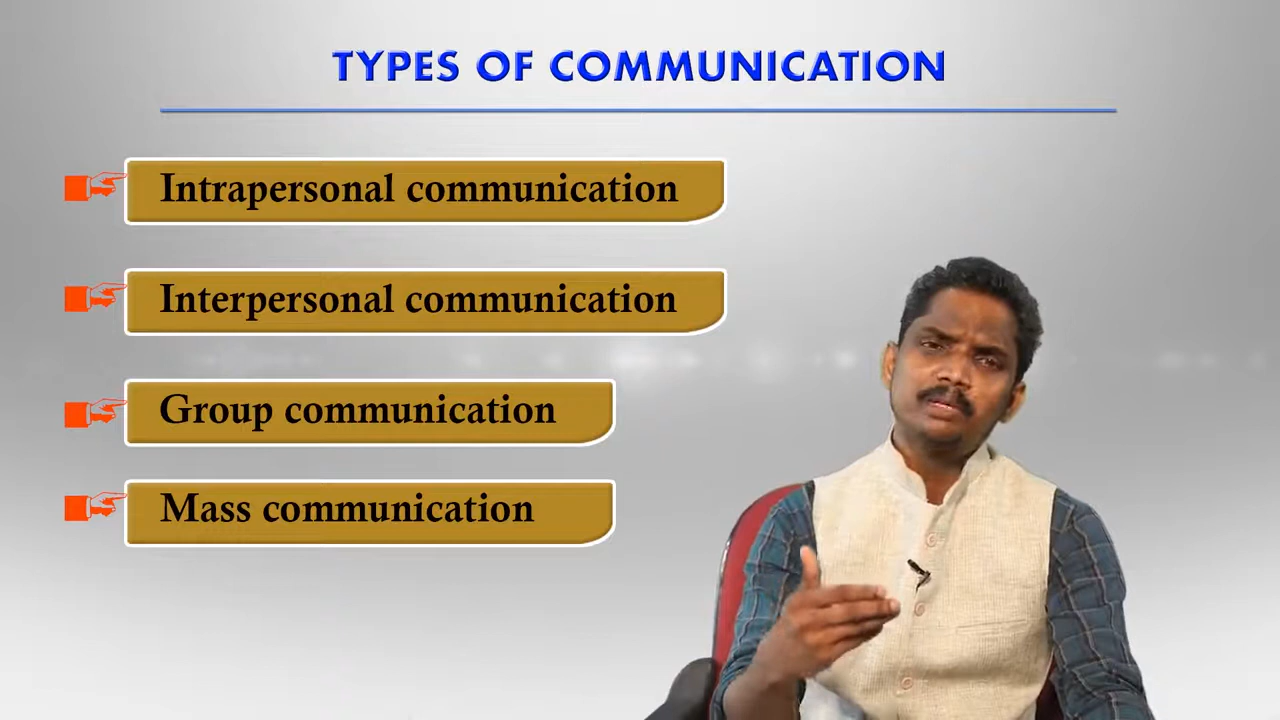 TYPES OF COMMUNICATION
Intrapersonal communication
Interpersonal communication
Group communication
Mass communication